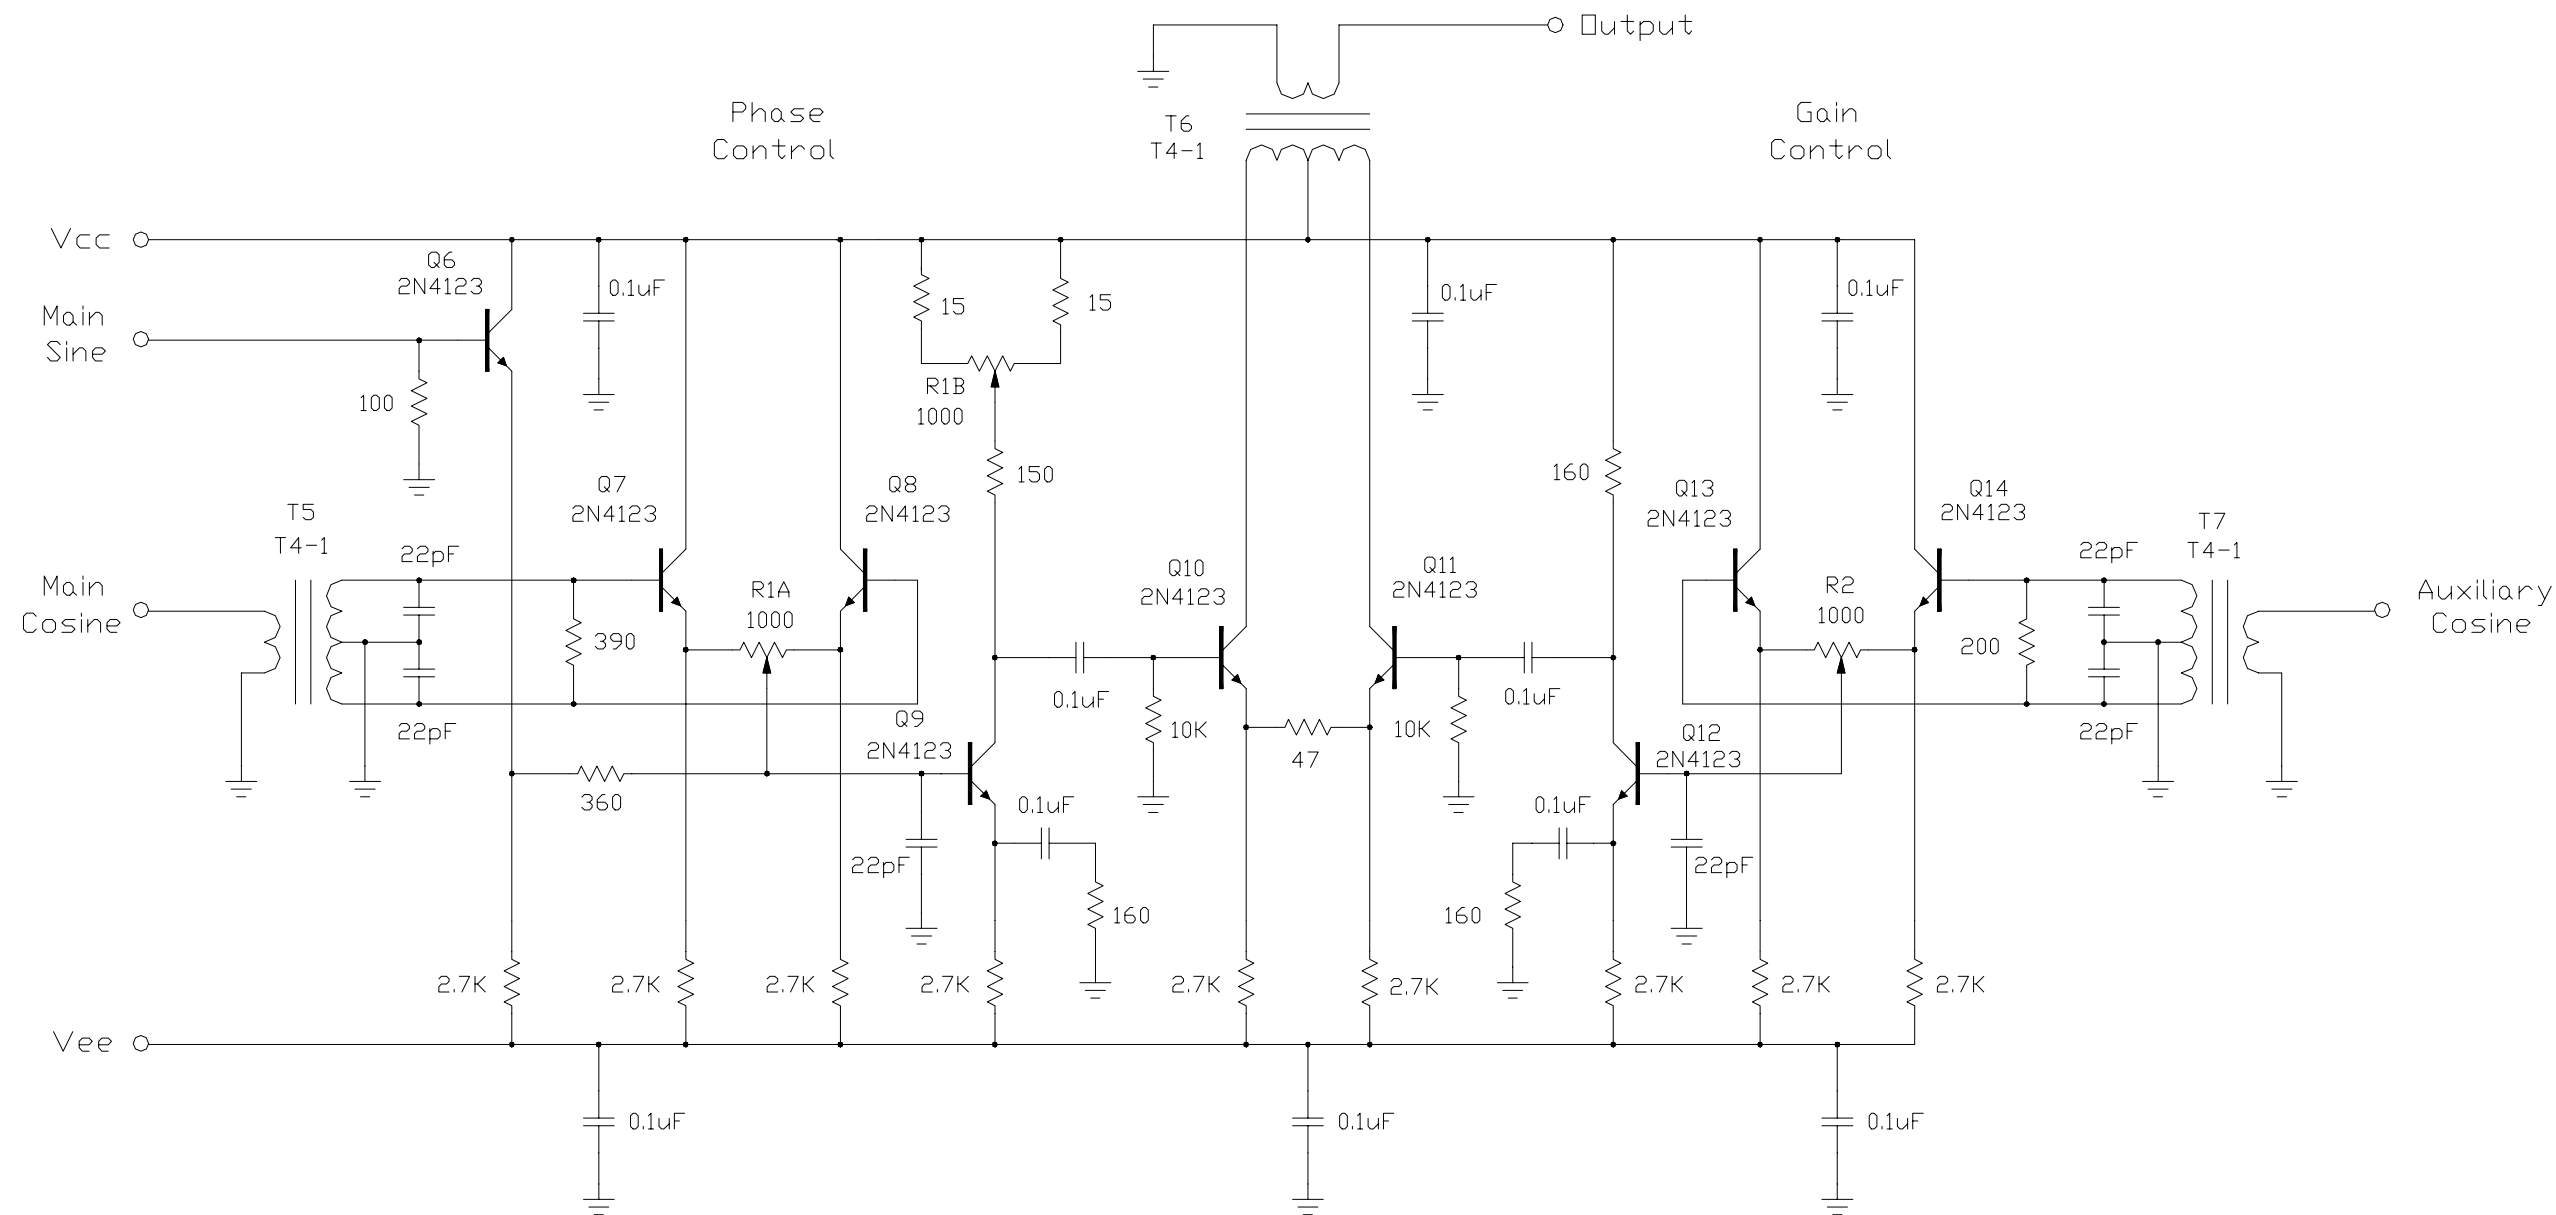 Output
Phase
Control
T6
T4-1
Gain
Control
Vcc
Q6
2N4123
0.1uF
15
15
0.1uF
0.1uF
Main
Sine
100
R1B
1000
150
160
Q7
2N4123
Q8
2N4123
Q13
2N4123
Q14
2N4123
T5
T4-1
22pF
T7
T4-1
22pF
Main
Cosine
R1A
1000
Q10
2N4123
Q11
2N4123
R2
1000
Auxiliary
Cosine
390
200
22pF
0.1uF
0.1uF
22pF
Q9
2N4123
10K
47
10K
Q12
2N4123
360
0.1uF
0.1uF
22pF
22pF
160
160
2.7K
2.7K
2.7K
2.7K
2.7K
2.7K
2.7K
2.7K
2.7K
Vee
0.1uF
0.1uF
0.1uF